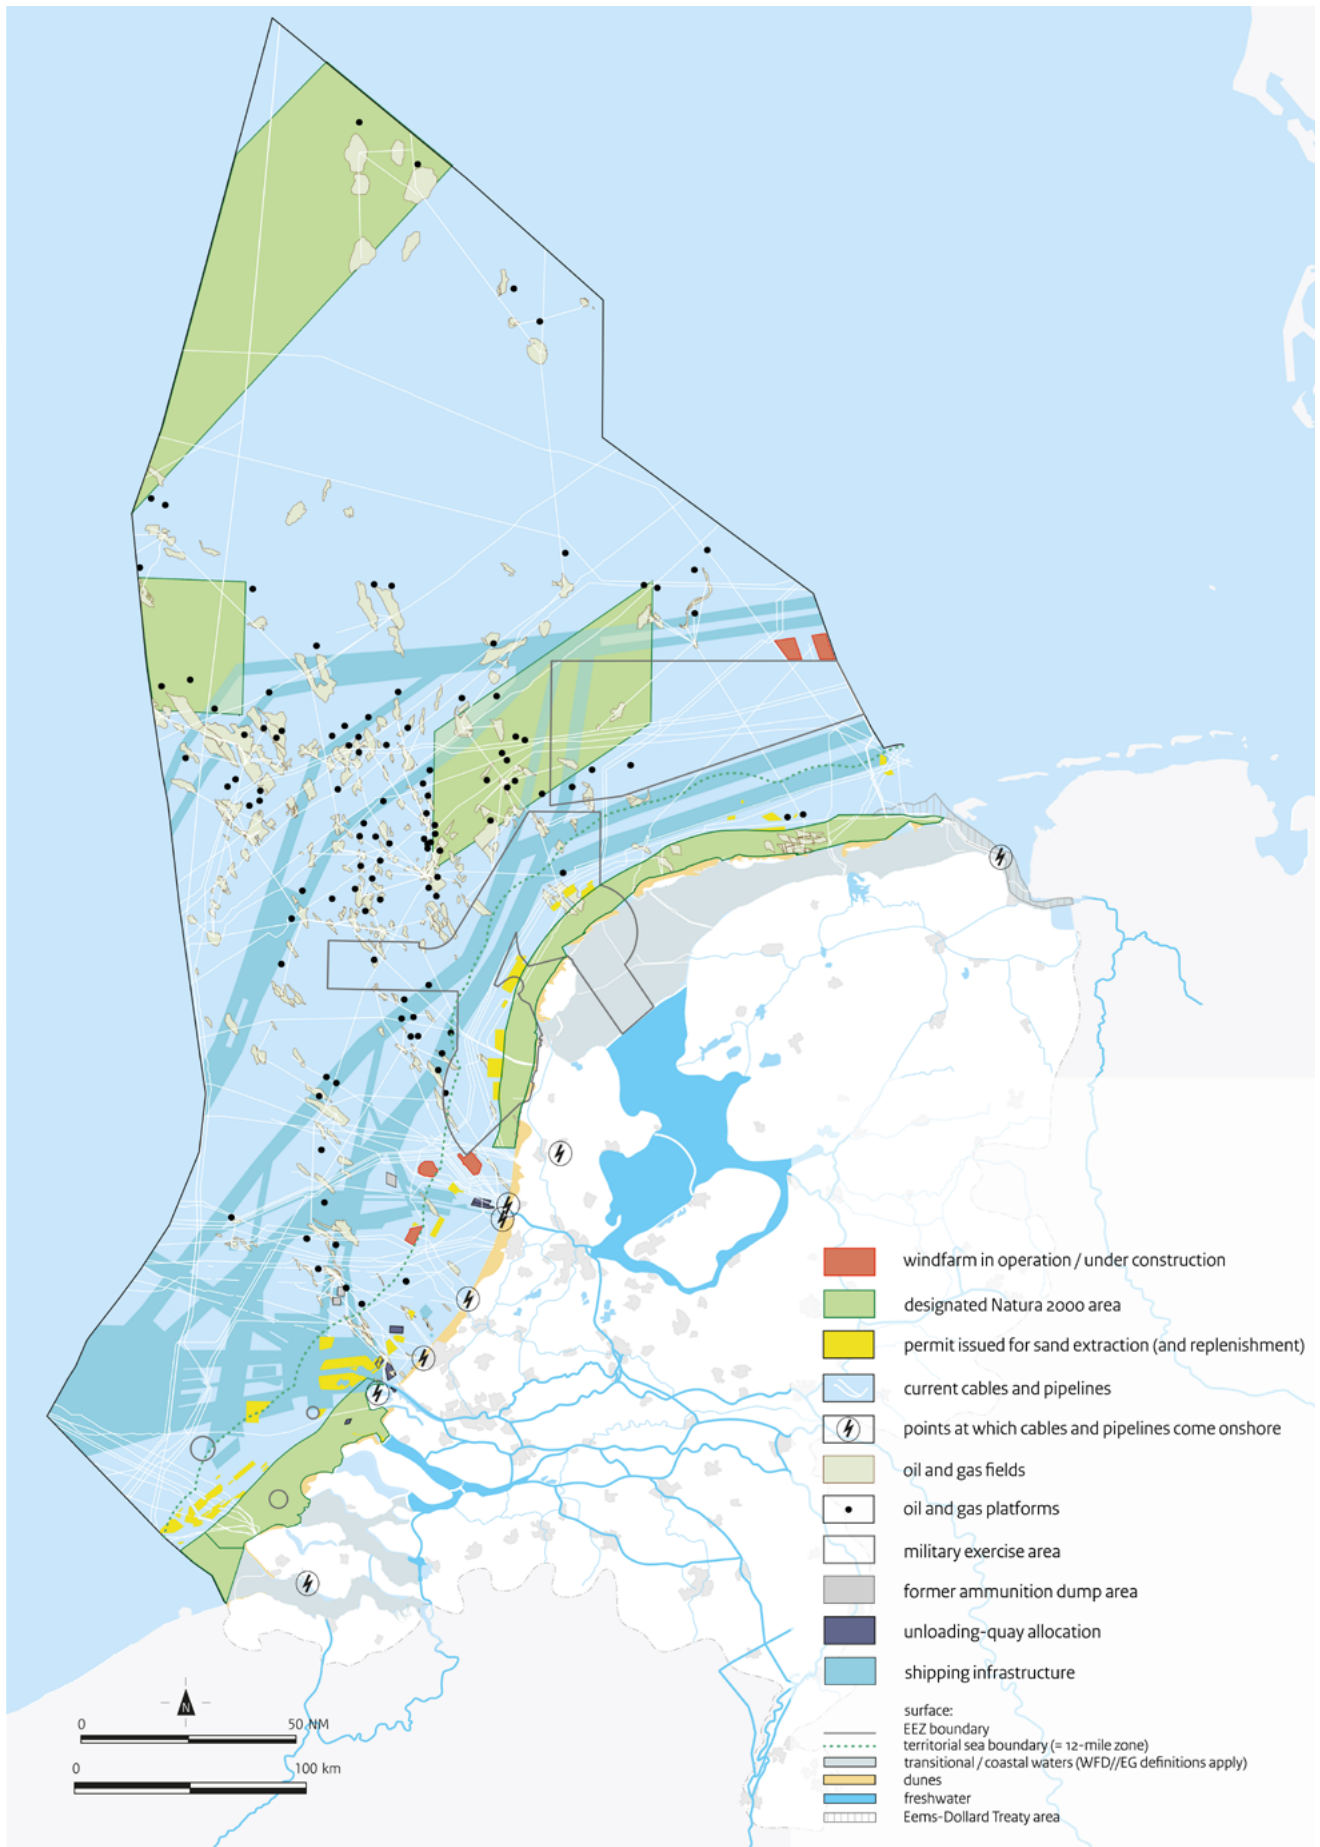 windfarm in operation / under construction
designated Natura 2000 area
permit issued for sand extraction (and replenishment)
current cables and pipelines
points at which cables and pipelines come onshore
oil and gas fields
oil and gas platforms
military exercise area
former ammunition dump area
unloading-quay allocation
shipping infrastructure
surface:
EEZ boundary
territorial sea boundary (= 12-mile zone)
transitional / coastal waters (WFD//EG definitions apply)
dunes
freshwater
Eems-Dollard Treaty area
N
0 50 NM
0 100 km